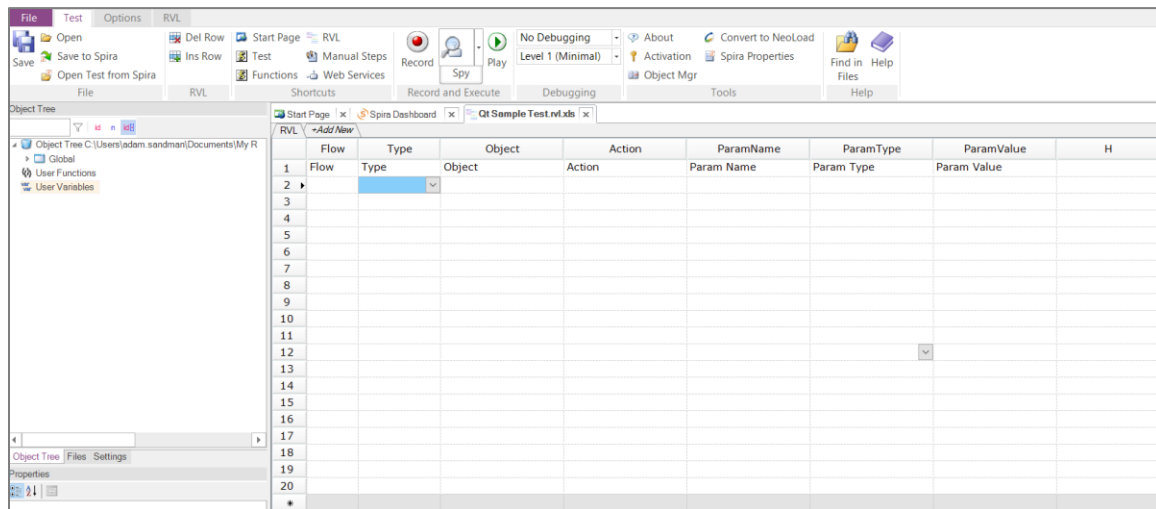 File Test Options RVL
Open Del Row Start Page RVL No Debugging About Convert to NeoLoad
Save Save to Spira Ins Row Test Manual Steps Record Play Level 1 (Minimal) Activation Spira Properties Find in Files Help
Open Test from Spira Functions Web Services Spy Object Mgr
File RVL Shortcuts Record and Execute Debugging Tools Help
Object Tree
Start Page x Spira Dashboard x Qt Sample Test.rvl.xls x
id n id[]
RVL +Add New
Object Tree C:\Users\adam.sandman\Documents\My R
Global
User Functions
User Variables
Flow Type Object Action ParamName ParamType ParamValue H
1 Flow Type Object Action Param Name Param Type Param Value
2
3
4
5
6
7
8
9
10
11
12
13
14
15
16
17
18
19
20
*
Object Tree Files Settings
Properties